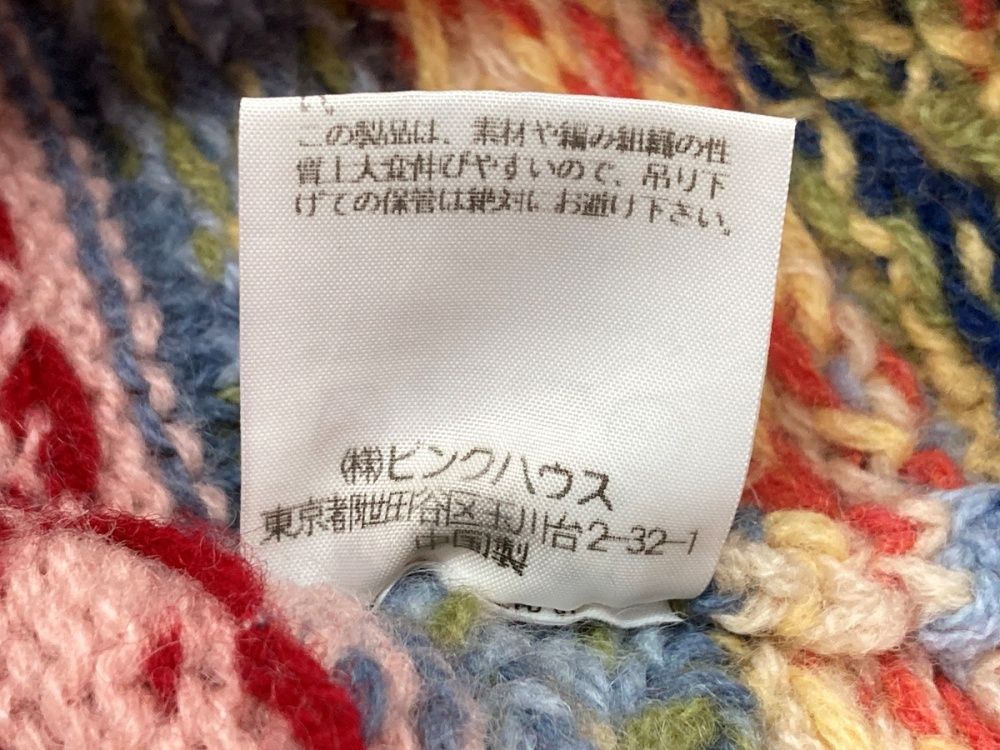 い。
この製品は、素材や編み組織の性
質上大変伸びやすいので、吊り下
げての保管は絶対に お避け下さい。
㈱ピンクハウス
東京都世田谷区玉川台2-32-1
中国製